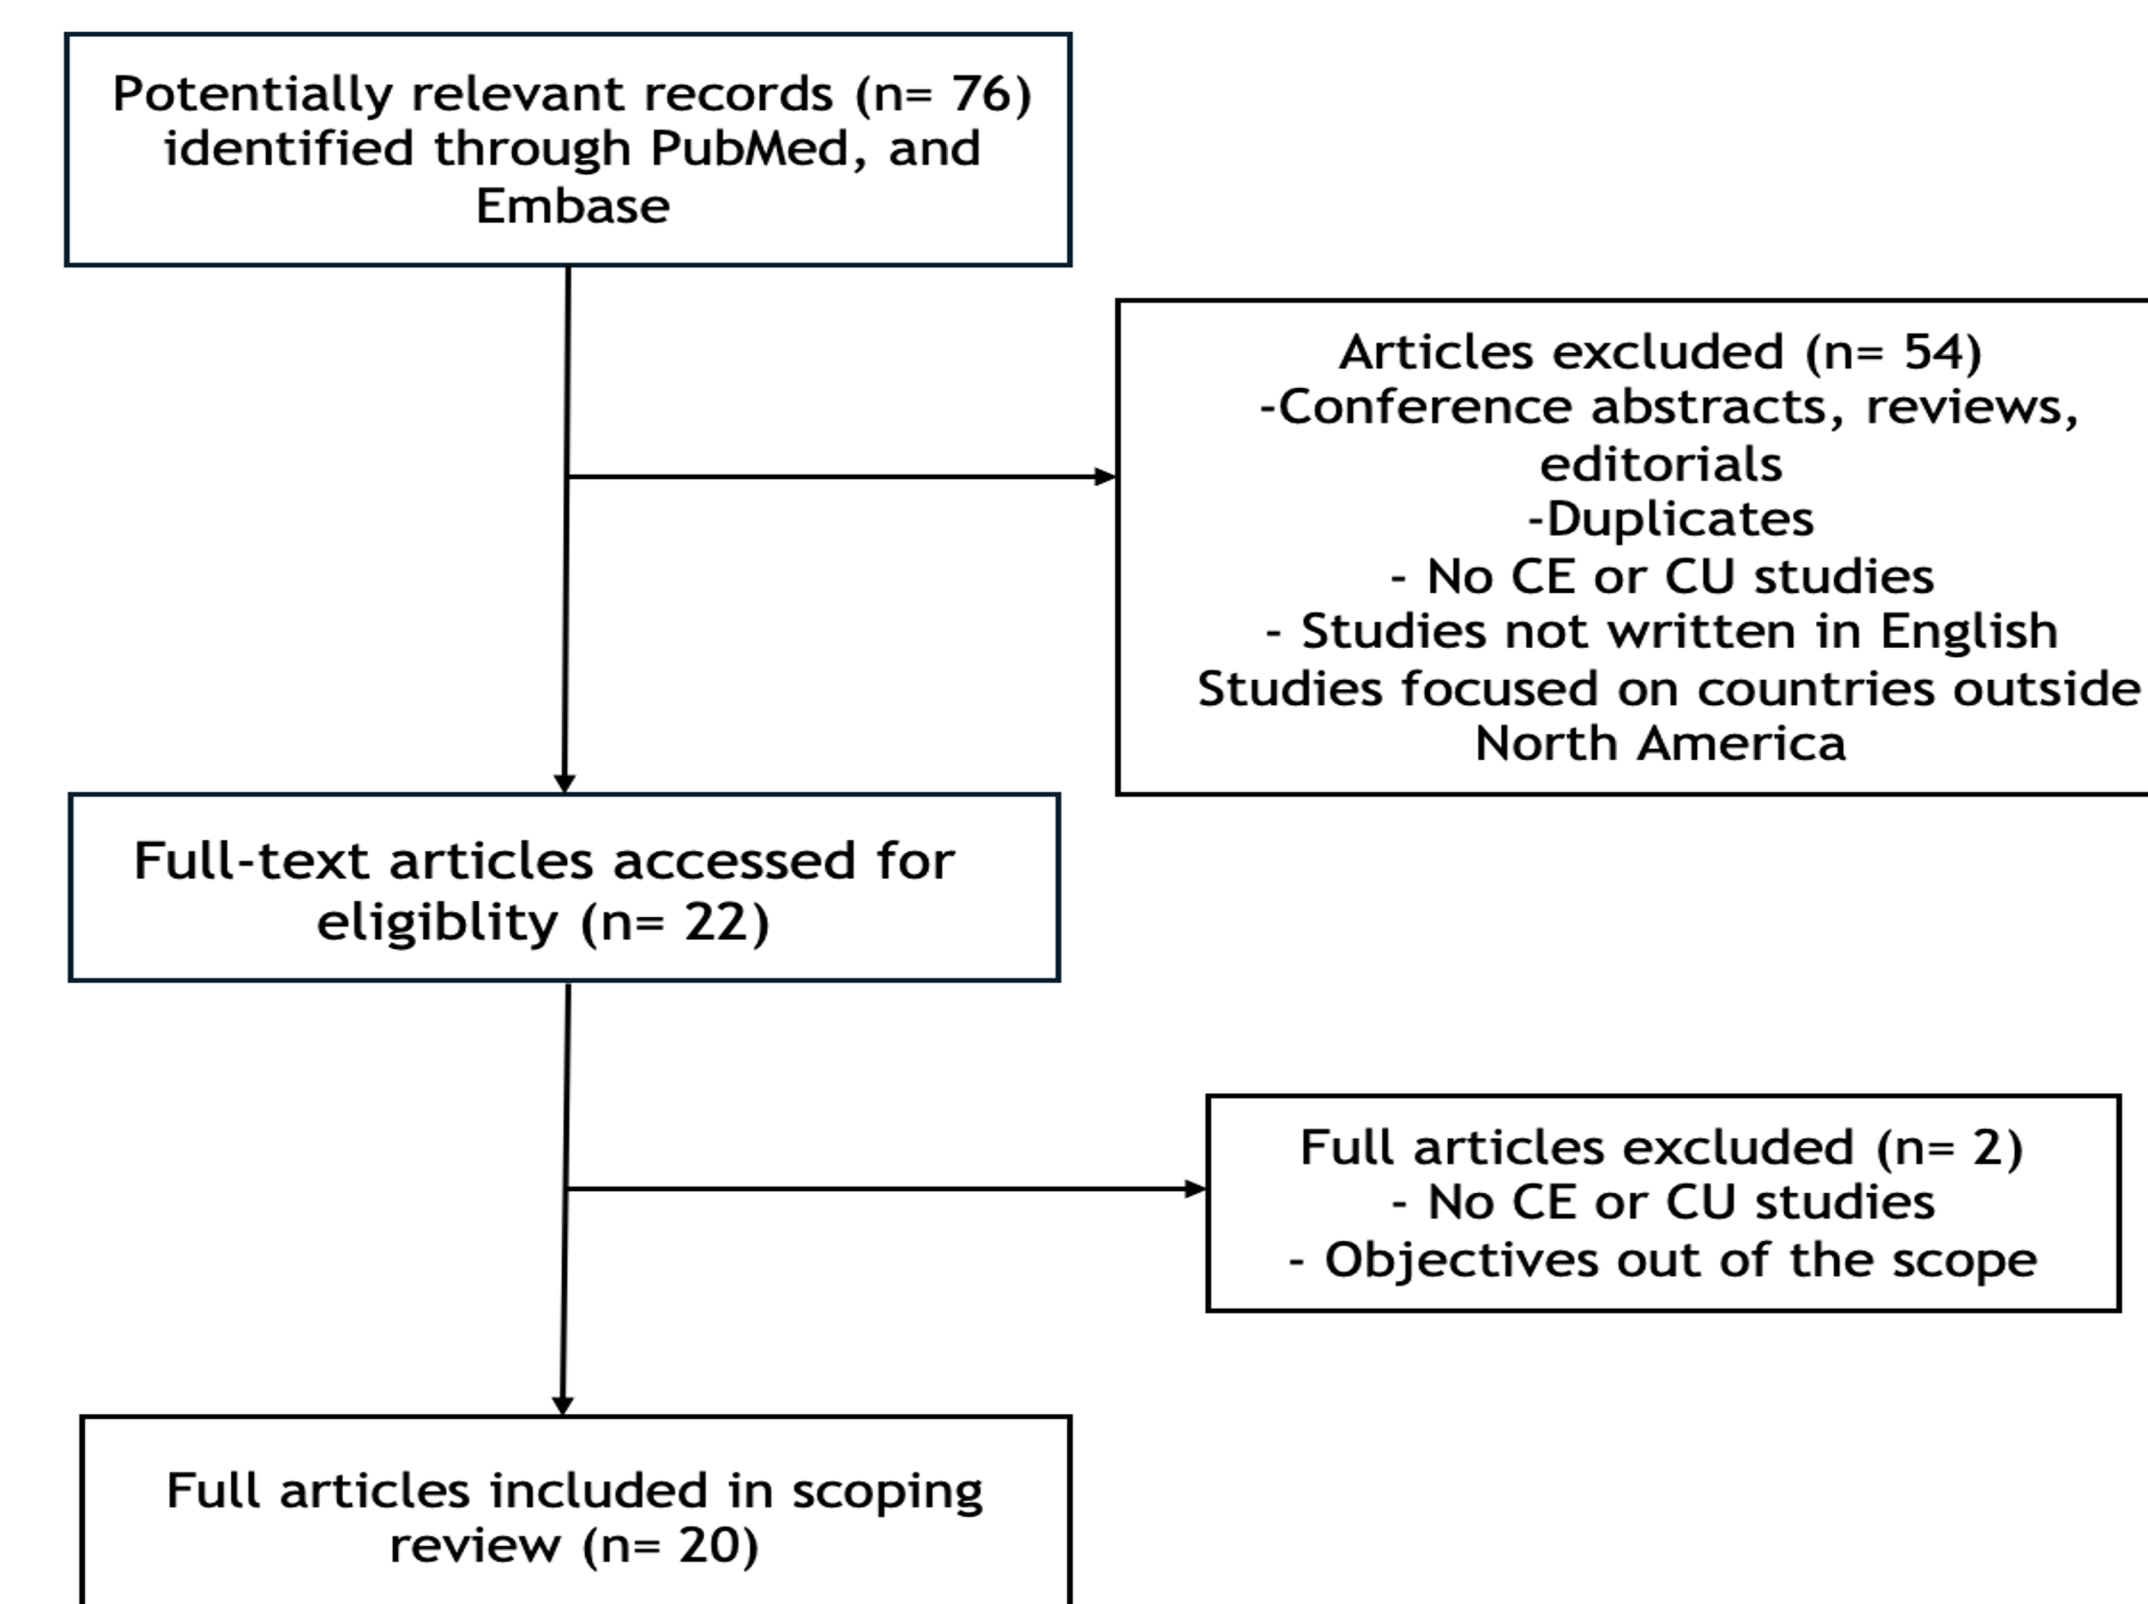 Potentially relevant records (n= 76)
identified through PubMed, and
Embase
Articles excluded (n= 54)
-Conference abstracts, reviews,
editorials
-Duplicates
- No CE or CU studies
- Studies not written in English
Studies focused on countries outside
North America
Full-text articles accessed for
eligiblity (n= 22)
Full articles excluded (n= 2)
- No CE or CU studies
- Objectives out of the scope
Full articles included in scoping
review (n= 20)